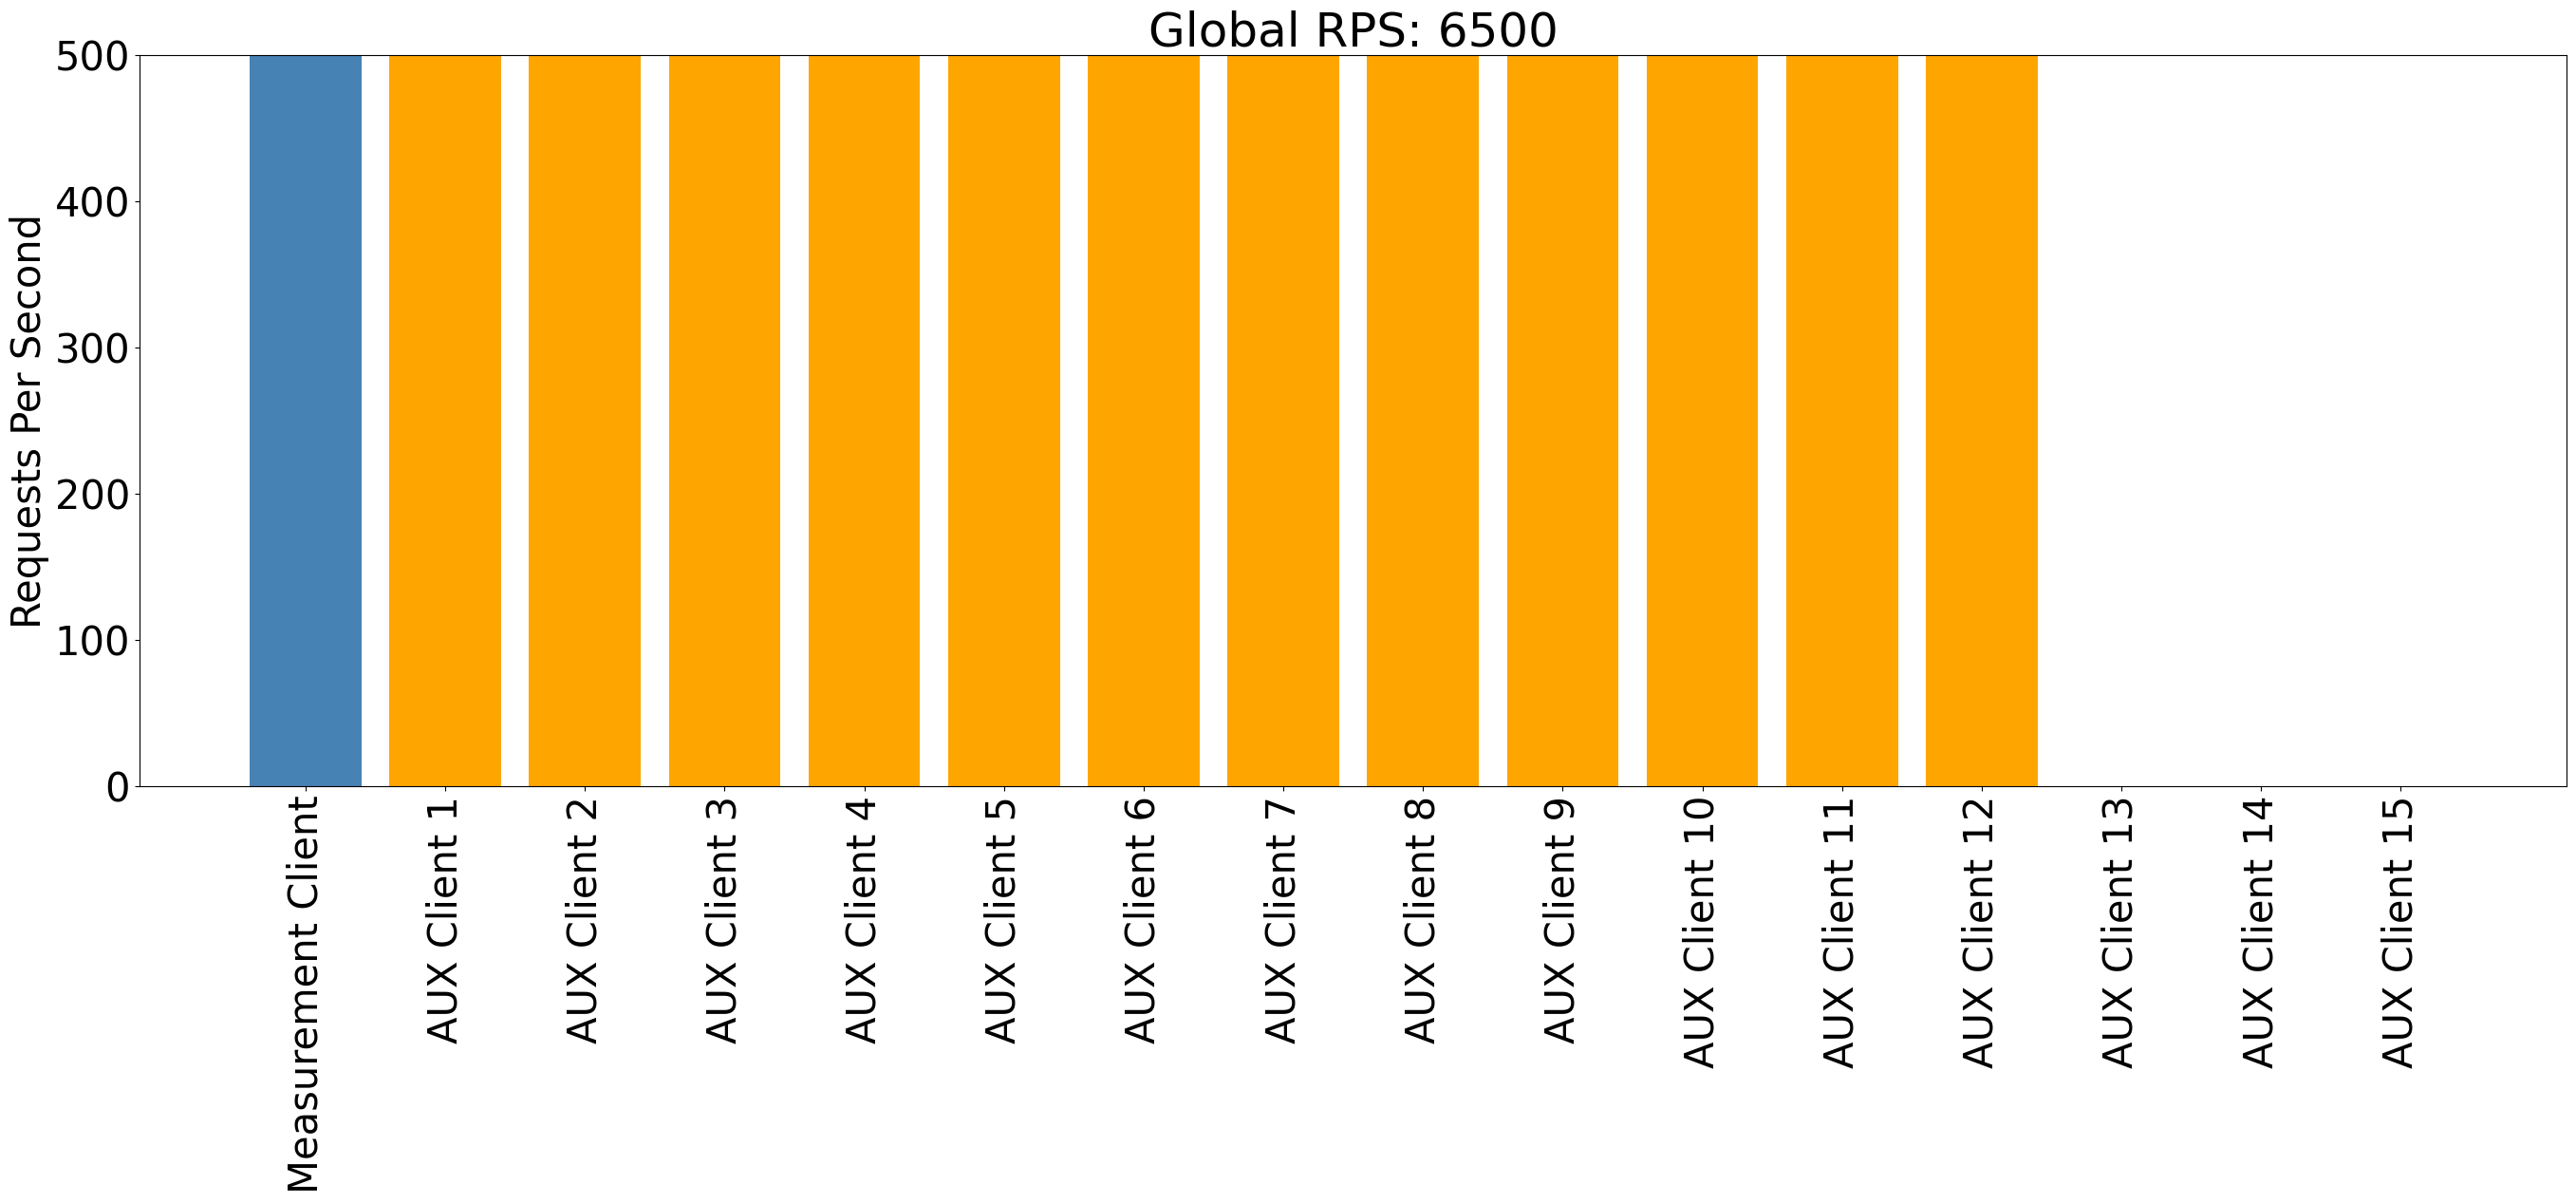 Global RPS: 6500
Requests Per Second
500
400
300
200
100
0
Measurement Client
AUX Client 1
AUX Client 2
AUX Client 3
AUX Client 4
AUX Client 5
AUX Client 6
AUX Client 7
AUX Client 8
AUX Client 9
AUX Client 10
AUX Client 11
AUX Client 12
AUX Client 13
AUX Client 14
AUX Client 15